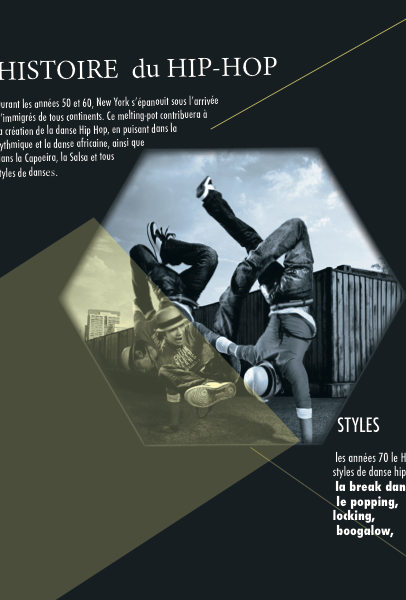 HISTOIRE du HIP-HOP
urant les années 50 et 60, New York s'épanouit sous l'arrivée
'immigrés de tous continents. Ce melting-pot contribuera à
a création de la danse Hip Hop, en puisant dans la
ythmique et la danse africaine, ainsi que
ans la Capoeira, la Salsa et tous
tyles de danses.
STYLES
les années 70 le H
styles de danse hip
la break dan
le popping,
locking,
boogalow,